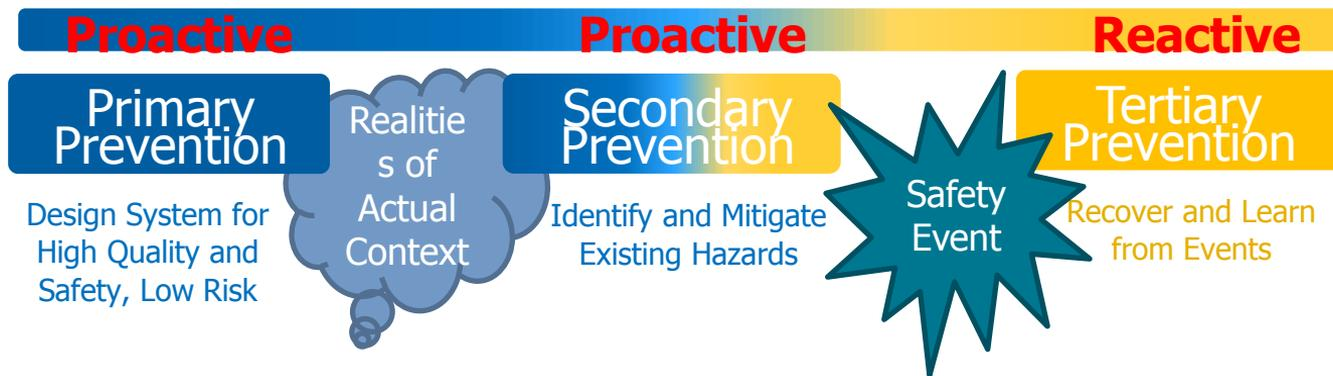 Proactive
Proactive
Reactive
Primary
Prevention
Realitie
s of
Actual
Context
Secondary
Prevention
Safety
Event
Tertiary
Prevention
Design System for
High Quality and
Safety, Low Risk
Identify and Mitigate
Existing Hazards
Recover and Learn
from Events